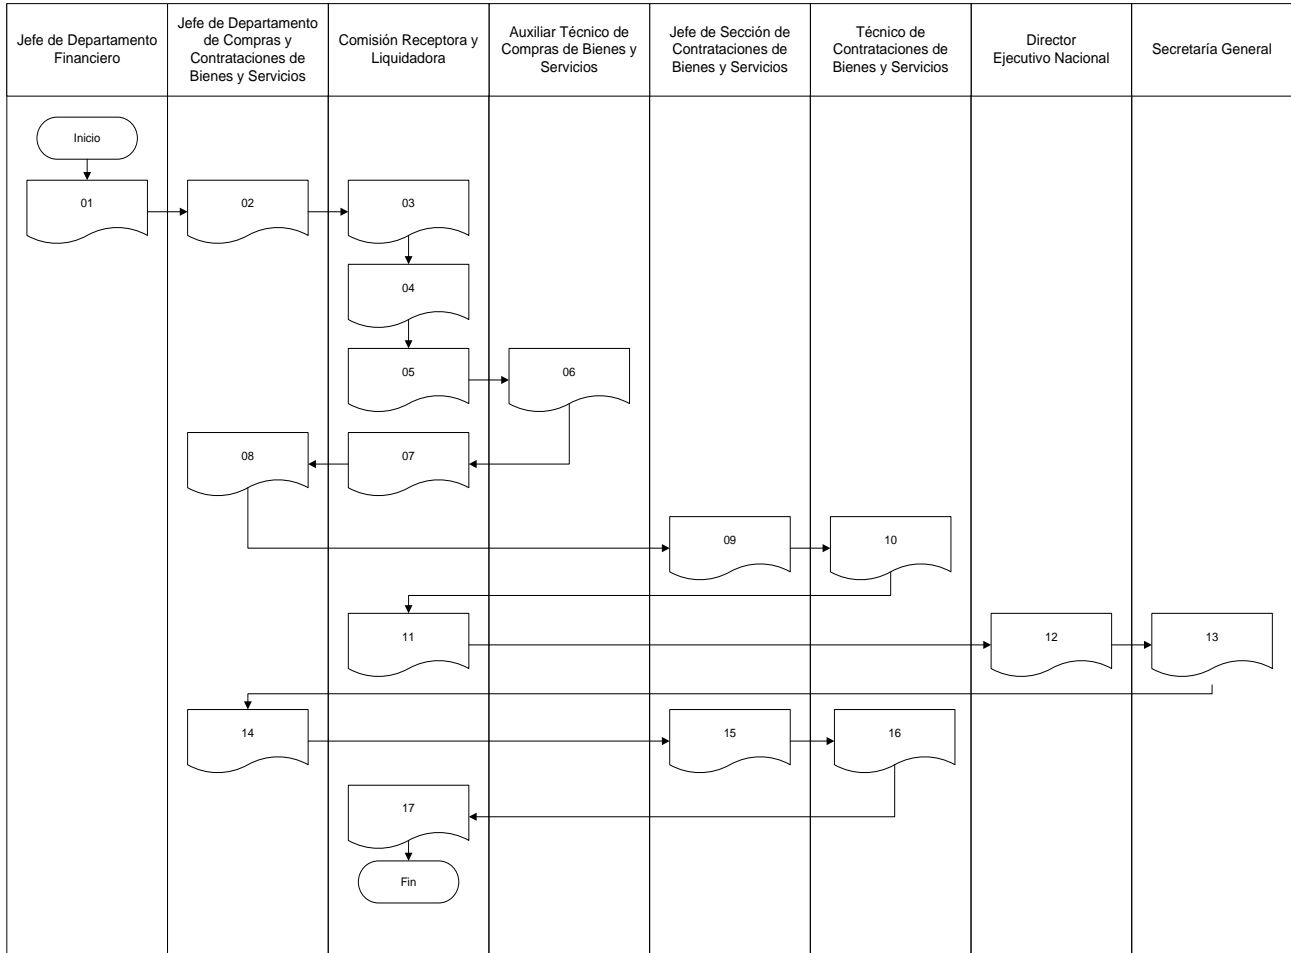 Jefe de Departamento
Financiero
Jefe de Departamento
de Compras y
Contrataciones de
Bienes y Servicios
Comisión Receptora y
Liquidadora
Auxiliar Técnico de
Compras de Bienes y
Servicios
Jefe de Sección de
Contrataciones de
Bienes y Servicios
Técnico de
Contrataciones de
Bienes y Servicios
Director
Ejecutivo Nacional
Secretaría General
Inicio
01
02
03
04
05
06
08
07
09
10
11
12
13
14
15
16
17
Fin